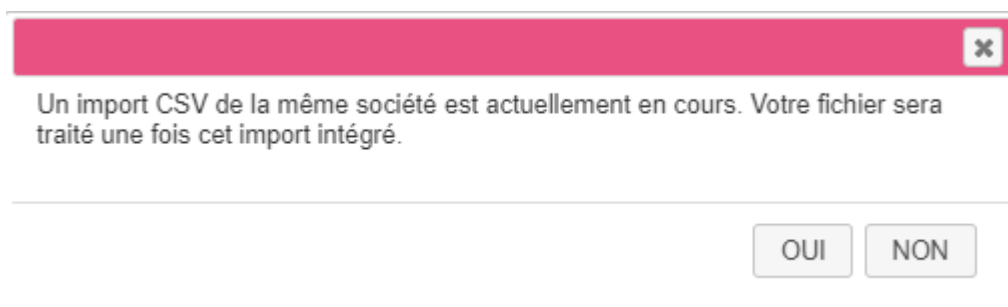 Un import CSV de la même société est actuellement en cours. Votre fichier sera
traité une fois cet import intégré.
OUI NON